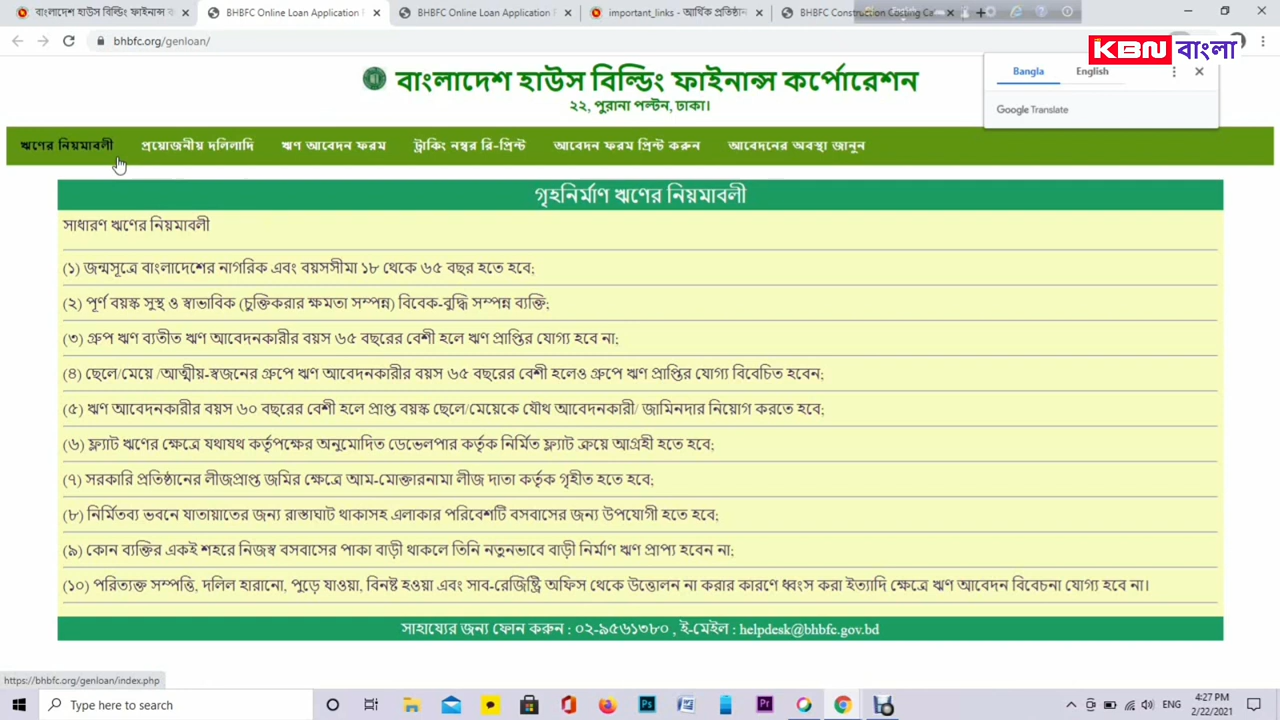 বাংলাদেশ হাউস বিল্ডিং ফাইনান্স ক
BHBFC Online Loan Application
BHBFC Online Loan Application F
important_links - আর্থিক প্রতিষ্ঠান
BHBFC Construction Costing Ca
bhbfc.org/genloan/
KBN বাংলা
Bangla
English
Google Translate
বাংলাদেশ হাউস বিল্ডিং ফাইনান্স কর্পোরেশন
২২, পুরানা পল্টন, ঢাকা।
ঋণের নিয়মাবলী
প্রয়োজনীয় দলিলাদি
ঋণ আবেদন ফরম
ট্রাকিং নম্বর রি-প্রিন্ট
আবেদন ফরম প্রিন্ট করুন
আবেদনের অবস্থা জানুন
গৃহনির্মাণ ঋণের নিয়মাবলী
সাধারণ ঋণের নিয়মাবলী
(১) জন্মসূত্রে বাংলাদেশের নাগরিক এবং বয়সসীমা ১৮ থেকে ৬৫ বছর হতে হবে;
(২) পূর্ণ বয়স্ক সুস্থ ও স্বাভাবিক (চুক্তিকরার ক্ষমতা সম্পন্ন) বিবেক-বুদ্ধি সম্পন্ন ব্যক্তি;
(৩) গ্রুপ ঋণ ব্যতীত ঋণ আবেদনকারীর বয়স ৬৫ বছরের বেশী হলে ঋণ প্রাপ্তির যোগ্য হবে না;
(৪) ছেলে/মেয়ে /আত্মীয়-স্বজনের গ্রুপে ঋণ আবেদনকারীর বয়স ৬৫ বছরের বেশী হলেও গ্রুপে ঋণ প্রাপ্তির যোগ্য বিবেচিত হবেন;
(৫) ঋণ আবেদনকারীর বয়স ৬০ বছরের বেশী হলে প্রাপ্ত বয়স্ক ছেলে/মেয়েকে যৌথ আবেদনকারী/ জামিনদার নিয়োগ করতে হবে;
(৬) ফ্ল্যাট ঋণের ক্ষেত্রে যথাযথ কর্তৃপক্ষের অনুমোদিত ডেভেলপার কর্তৃক নির্মিত ফ্ল্যাট ক্রয়ে আগ্রহী হতে হবে;
(৭) সরকারি প্রতিষ্ঠানের লীজপ্রাপ্ত জমির ক্ষেত্রে আম-মোক্তারনামা লীজ দাতা কর্তৃক গৃহীত হতে হবে;
(৮) নির্মিতব্য ভবনে যাতায়াতের জন্য রাস্তাঘাট থাকাসহ এলাকার পরিবেশটি বসবাসের জন্য উপযোগী হতে হবে;
(৯) কোন ব্যক্তির একই শহরে নিজস্ব বসবাসের পাকা বাড়ী থাকলে তিনি নতুনভাবে বাড়ী নির্মাণ ঋণ প্রাপ্য হবেন না;
(১০) পরিত্যক্ত সম্পত্তি, দলিল হারানো, পুড়ে যাওয়া, বিনষ্ট হওয়া এবং সাব-রেজিষ্ট্রি অফিস থেকে উত্তোলন না করার কারণে ধ্বংস করা ইত্যাদি ক্ষেত্রে ঋণ আবেদন বিবেচনা যোগ্য হবে না।
সাহায্যের জন্য ফোন করুন : ০২-৯৫৬১৩৮০ , ই-মেইল : helpdesk@bhbfc.gov.bd
https://bhbfc.org/genloan/index.php
Type here to search
ENG
4:27 PM
2/22/2021